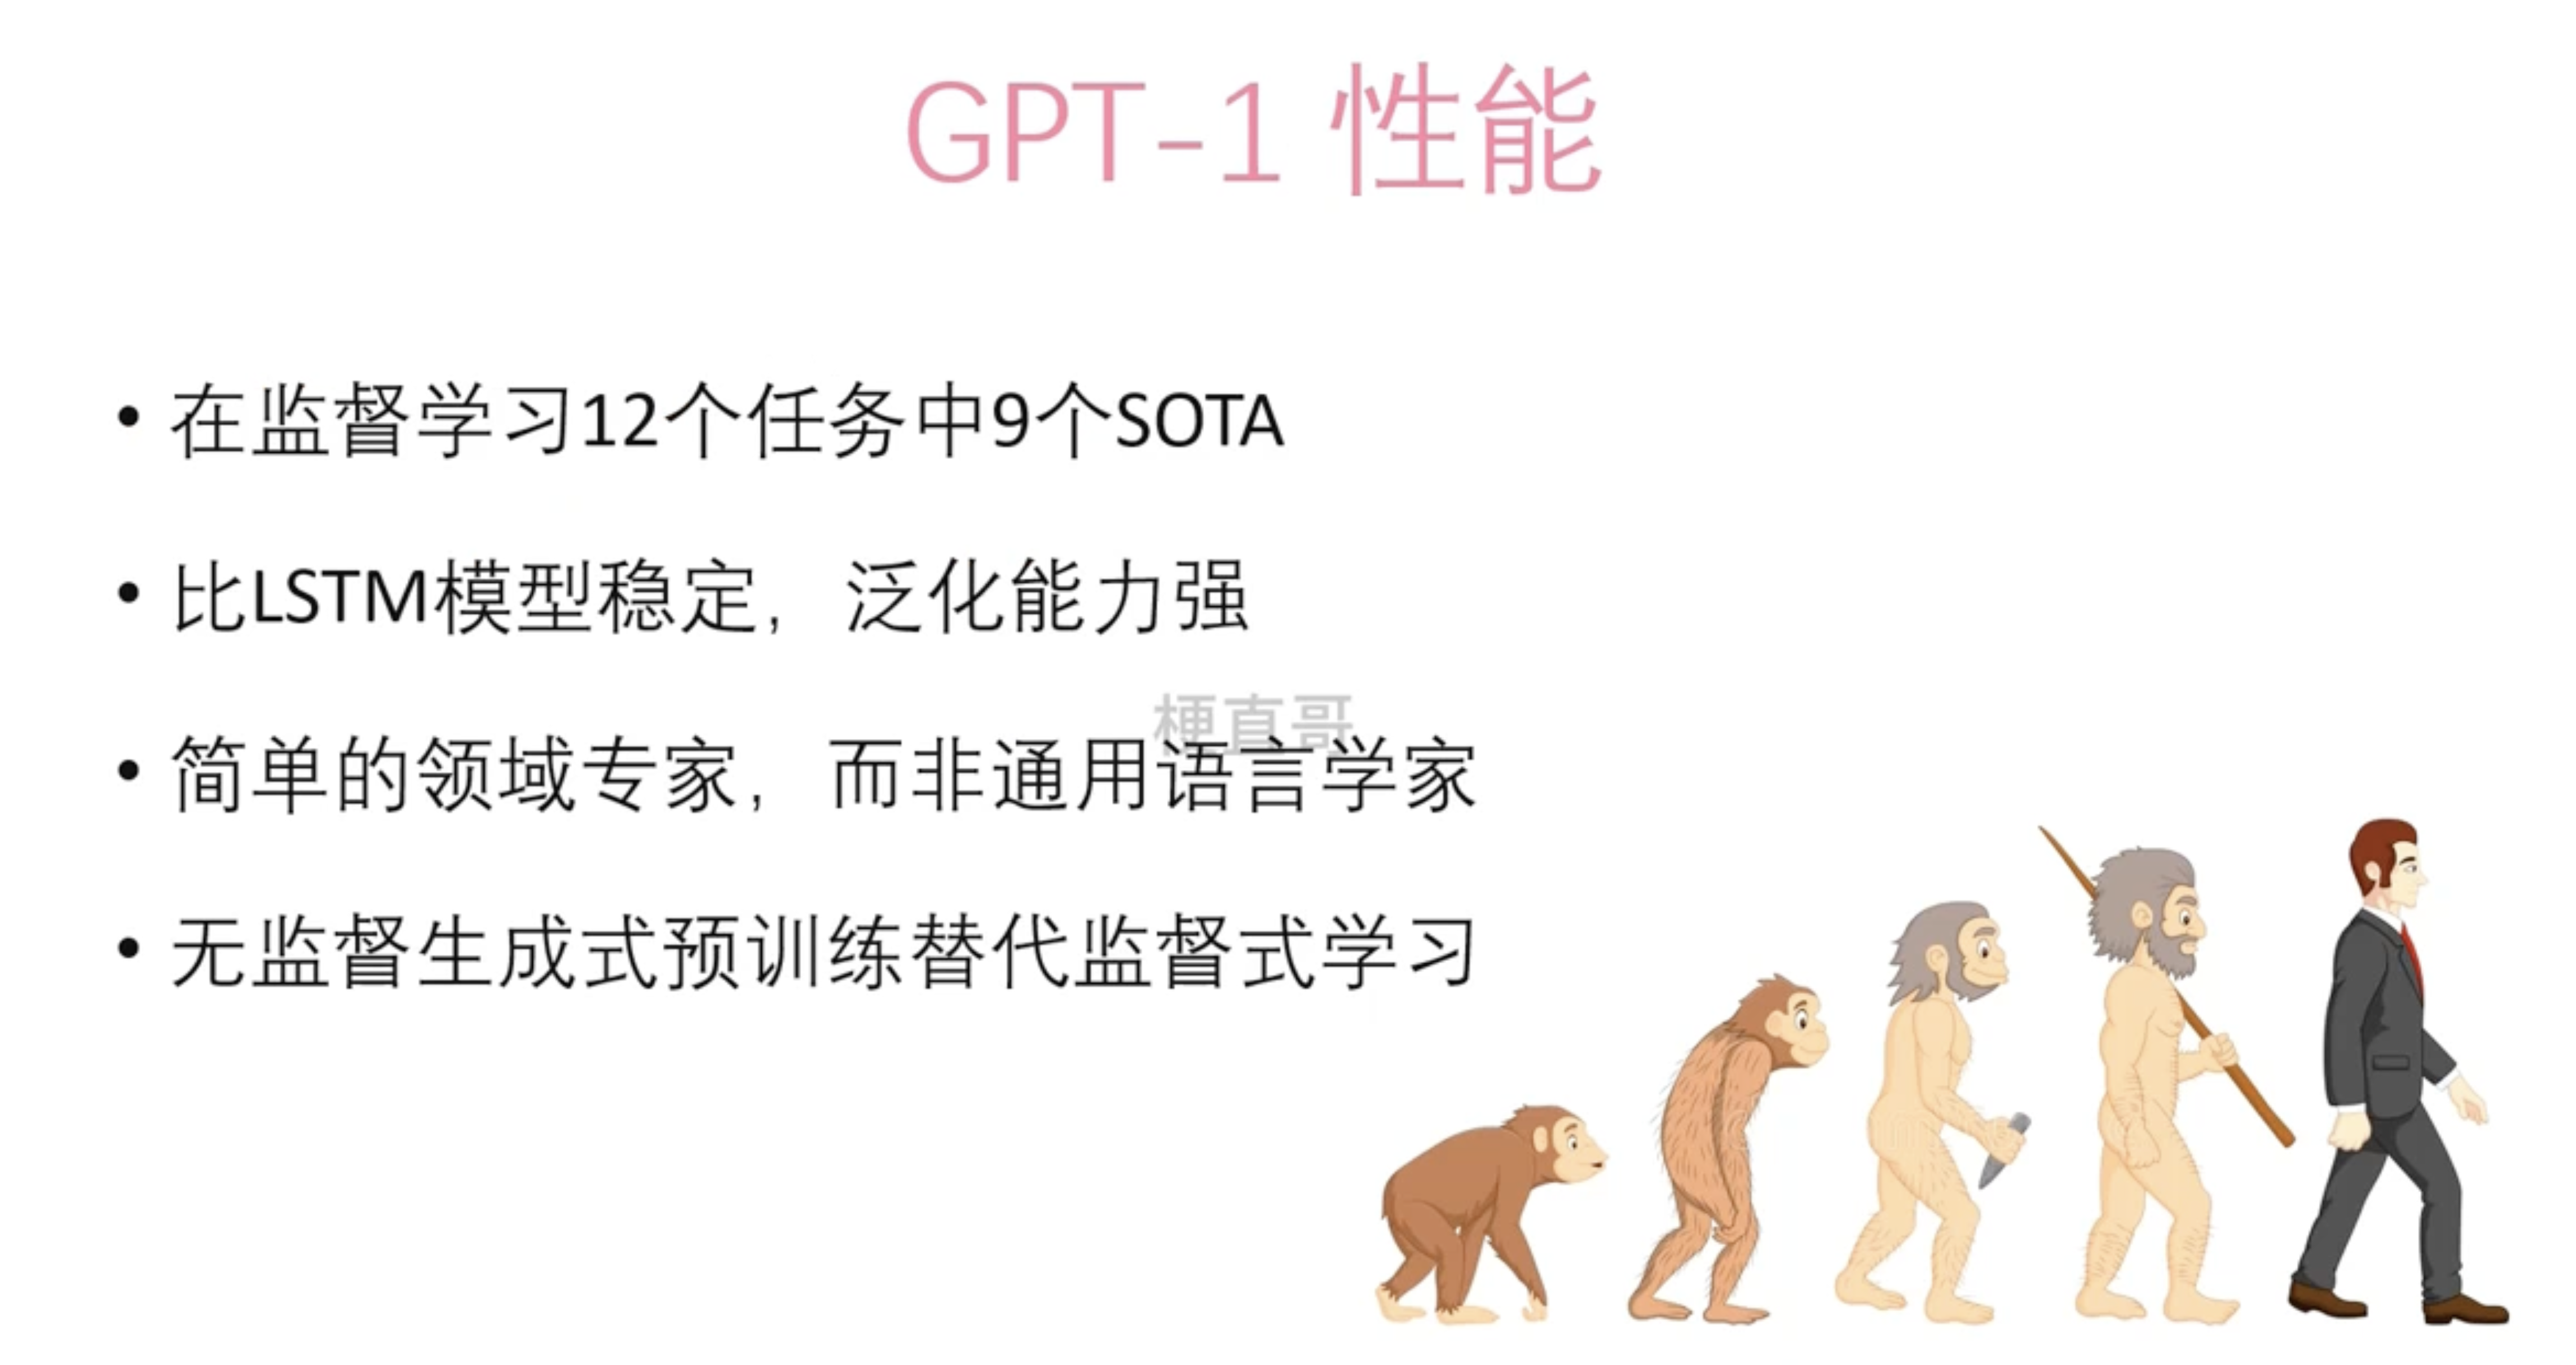 GPT-1 性能
• 在监督学习12个任务中9个SOTA
• 比LSTM模型稳定，泛化能力强
梗直哥
• 简单的领域专家，而非通用语言学家
• 无监督生成式预训练替代监督式学习